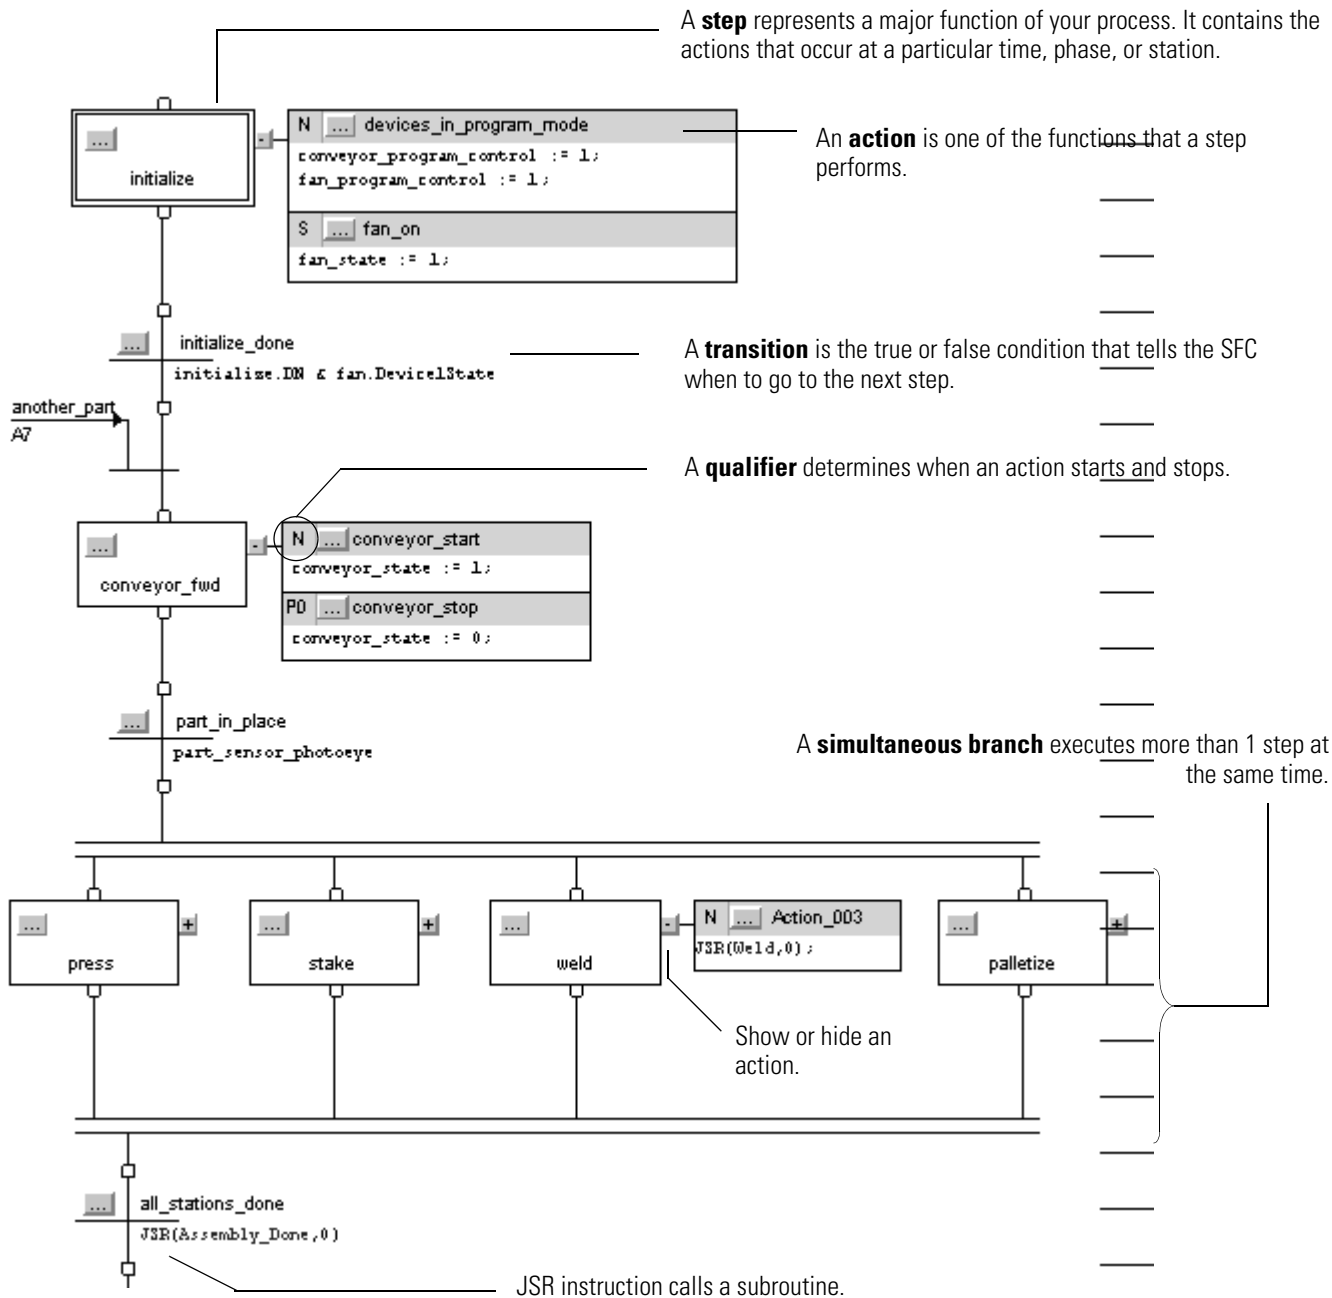 A step represents a major function of your process. It contains the
actions that occur at a particular time, phase, or station.
N ... devices_in_program_mode
conveyor_program_control := 1;
fan_program_control := 1;
...
initialize
An action is one of the functions that a step
performs.
S ... fan_on
fan_state := 1;
... initialize_done
initialize.DN & fan.Device1State
A transition is the true or false condition that tells the SFC
when to go to the next step.
another_part
A7
A qualifier determines when an action starts and stops.
...
conveyor_fwd
N ... conveyor_start
conveyor_state := 1;
P0 ... conveyor_stop
conveyor_state := 0;
... part_in_place
part_sensor_photoeye
A simultaneous branch executes more than 1 step at
the same time.
...
press
...
stake
...
weld
N ... Action_003
JSR(Weld,0);
...
palletize
Show or hide an
action.
... all_stations_done
JSR(Assembly_Done,0)
JSR instruction calls a subroutine.